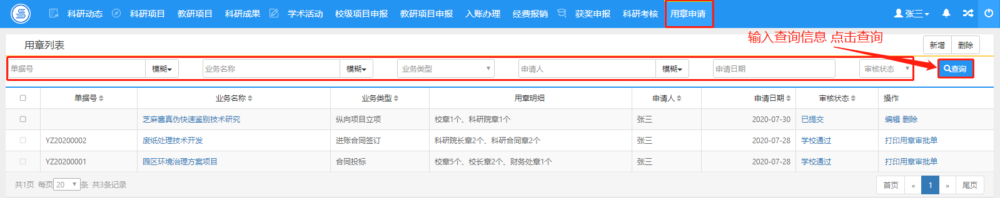 科研动态 科研项目 教研项目 科研成果 学术活动 校级项目申报 教研项目申报 入账办理 经费报销 获奖申报 科研考核 用章申请 张三
输入查询信息 点击查询
用章列表 新增 删除
单据号 模糊 业务名称 模糊 业务类型 申请人 模糊 申请日期 审核状态 查询
单据号 业务名称 业务类型 用章明细 申请人 申请日期 审核状态 操作
芝麻酱真伪快速鉴别技术研究 纵向项目立项 校章1个、科研院章1个 张三 2020-07-30 已提交 编辑 删除
YZ20200002 废纸处理技术开发 进账合同签订 科研院长章2个、科研合同章2个 张三 2020-07-28 学校通过 打印用章审批单
YZ20200001 园区环境治理方案项目 合同投标 校章5个、校长章2个、财务处章1个 张三 2020-07-28 学校通过 打印用章审批单
共1页 每页 20 条 共3条记录 首页 « 1 » 尾页